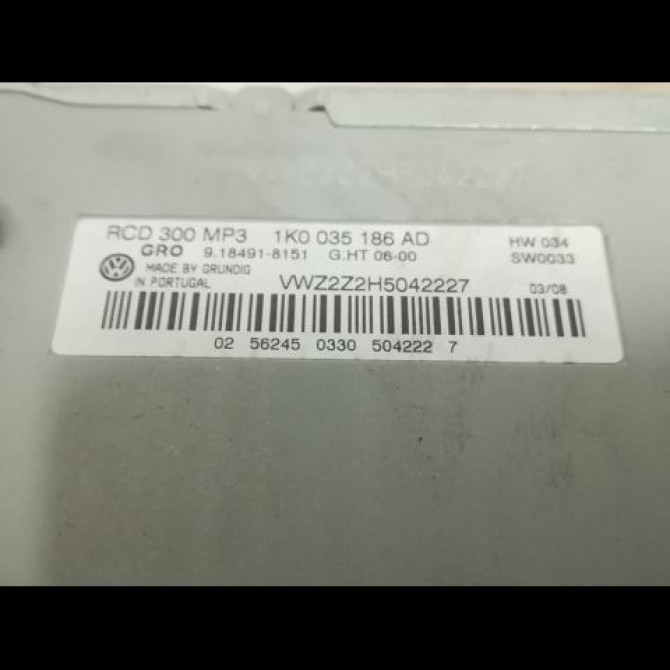 RCD 300 MP3 1K0 035 186 AD HW 034
GRO 9.18491-8151 G.HT 06-00 SW0033
MADE BY GRUNDIG
IN PORTUGAL VWZ2Z2H5042227 03/08
02 56245 0330 504222 7